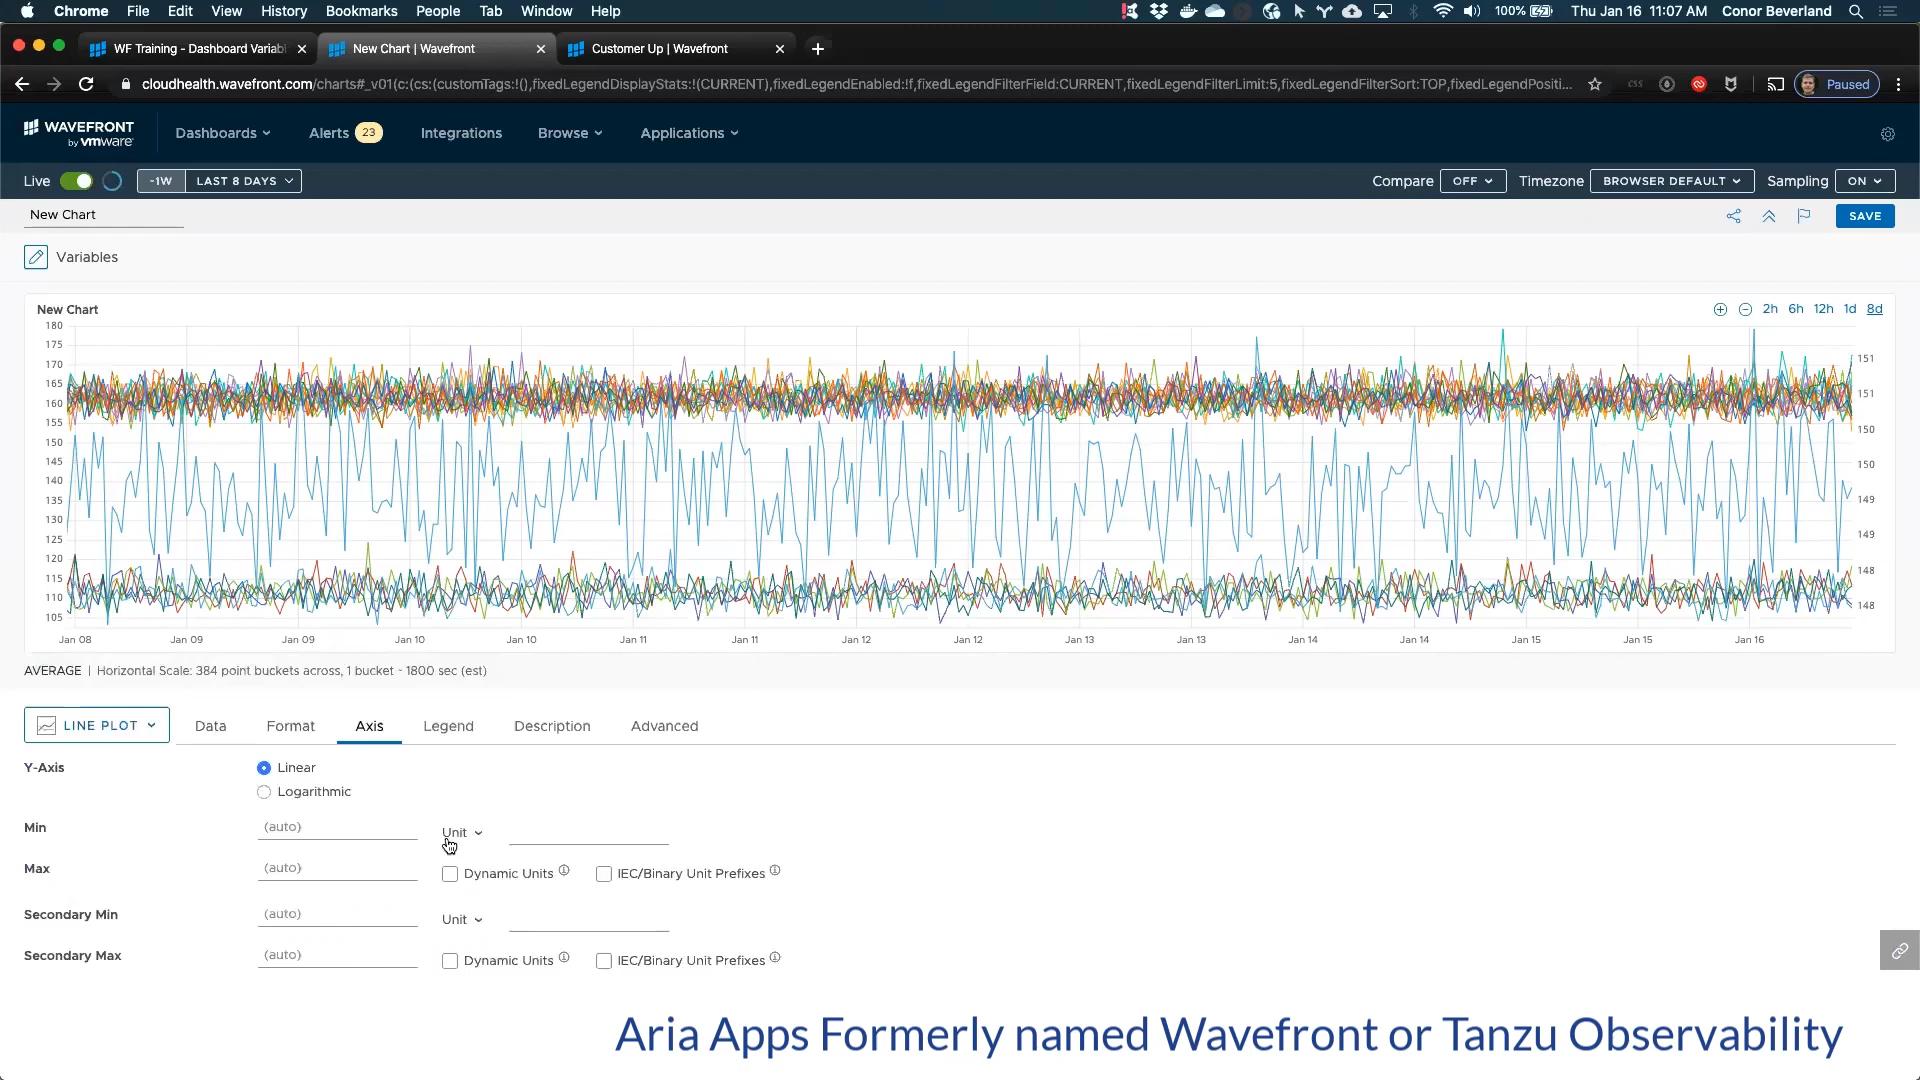 Chrome File Edit View History Bookmarks People Tab Window Help 100% Thu Jan 16 11:07 AM Conor Beverland
WF Training - Dashboard Variabl New Chart | Wavefront Customer Up | Wavefront
cloudhealth.wavefront.com/charts#_v01(c:(cs:(customTags:!(),fixedLegendDisplayStats:!(CURRENT),fixedLegendEnabled:!f,fixedLegendFilterField:CURRENT,fixedLegendFilterLimit:5,fixedLegendFilterSort:TOP,fixedLegendPositi... css Paused
WAVEFRONT
by vmware
Dashboards Alerts 23 Integrations Browse Applications
Live -1W LAST 8 DAYS Compare OFF Timezone BROWSER DEFAULT Sampling ON
New Chart SAVE
Variables
New Chart 2h 6h 12h 1d 8d
180
175
170 151
165
160 151
155 150
150
145 150
140
135 149
130
125 149
120
115 148
110 148
105
Jan 08 Jan 09 Jan 09 Jan 10 Jan 10 Jan 11 Jan 11 Jan 12 Jan 12 Jan 13 Jan 13 Jan 14 Jan 14 Jan 15 Jan 15 Jan 16
AVERAGE | Horizontal Scale: 384 point buckets across, 1 bucket ~ 1800 sec (est)
LINE PLOT Data Format Axis Legend Description Advanced
Y-Axis Linear
Logarithmic
Min (auto) Unit
Max (auto) Dynamic Units IEC/Binary Unit Prefixes
Secondary Min (auto) Unit
Secondary Max (auto) Dynamic Units IEC/Binary Unit Prefixes
Aria Apps Formerly named Wavefront or Tanzu Observability